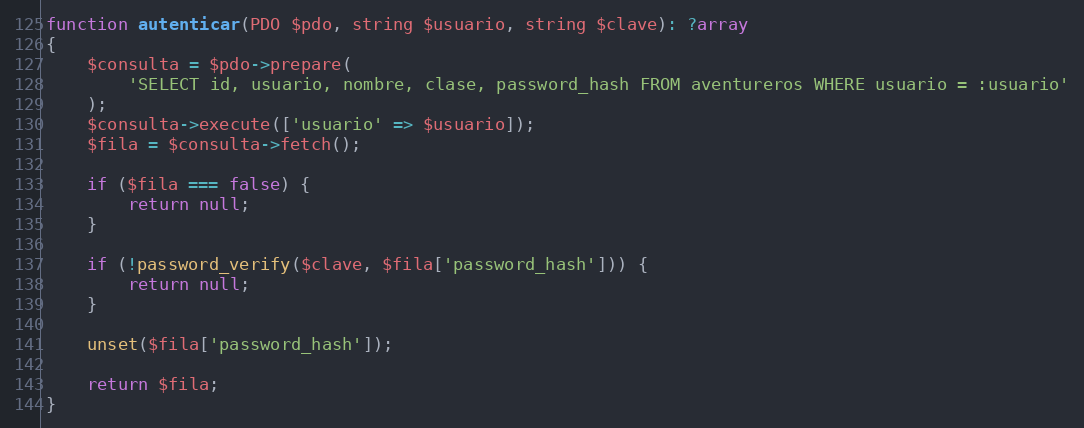 125 function autenticar(PDO $pdo, string $usuario, string $clave): ?array
126 {
127     $consulta = $pdo->prepare(
128         'SELECT id, usuario, nombre, clase, password_hash FROM aventureros WHERE usuario = :usuario'
129     );
130     $consulta->execute(['usuario' => $usuario]);
131     $fila = $consulta->fetch();
132
133     if ($fila === false) {
134         return null;
135     }
136
137     if (!password_verify($clave, $fila['password_hash'])) {
138         return null;
139     }
140
141     unset($fila['password_hash']);
142
143     return $fila;
144 }